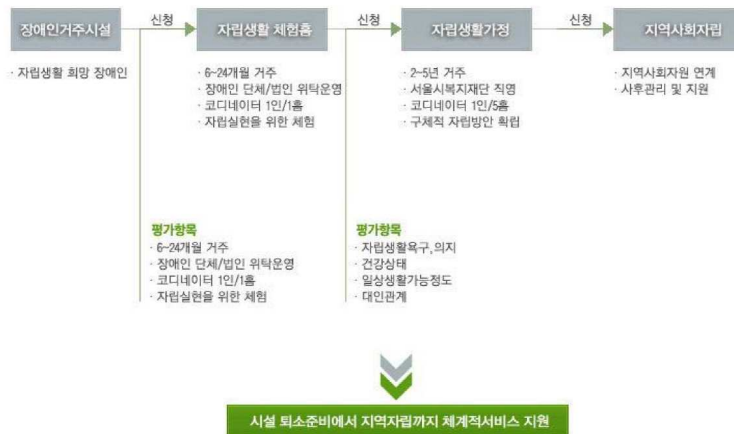 장애인거주시설
신청
자립생활 체험홈
신청
자립생활가정
신청
지역사회자립
· 자립생활 희망 장애인
· 6~24개월 거주
· 장애인 단체/법인 위탁운영
· 코디네이터 1인/1홈
· 자립실현을 위한 체험
· 2~5년 거주
· 서울시복지재단 직영
· 코디네이터 1인/5홈
· 구체적 자립방안 확립
· 지역사회자원 연계
· 사후관리 및 지원
평가항목
· 6~24개월 거주
· 장애인 단체/법인 위탁운영
· 코디네이터 1인/1홈
· 자립실현을 위한 체험
평가항목
· 자립생활욕구,의지
· 건강상태
· 일상생활가능정도
· 대인관계
시설 퇴소준비에서 지역자립까지 체계적서비스 지원